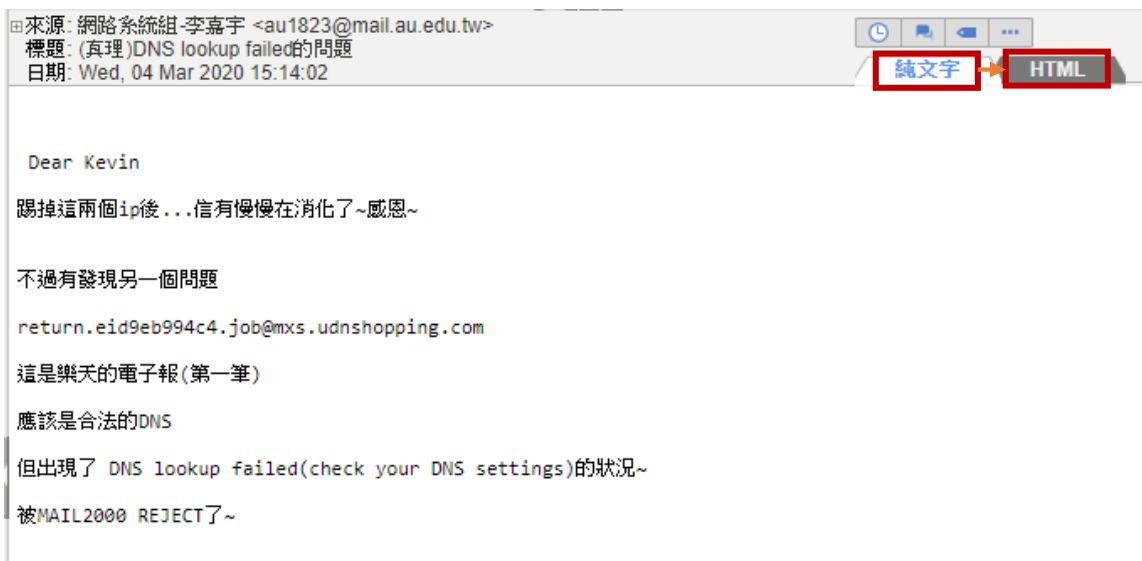 來源: 網路系統組-李嘉宇 <au1823@mail.au.edu.tw>
標題: (真理)DNS lookup failed的問題
日期: Wed, 04 Mar 2020 15:14:02
純文字 HTML
Dear Kevin
踢掉這兩個ip後...信有慢慢在消化了~感恩~
不過有發現另一個問題
return.eid9eb994c4.job@mxs.udnshopping.com
這是樂天的電子報(第一筆)
應該是合法的DNS
但出現了 DNS lookup failed(check your DNS settings)的狀況~
被MAIL2000 REJECT了~